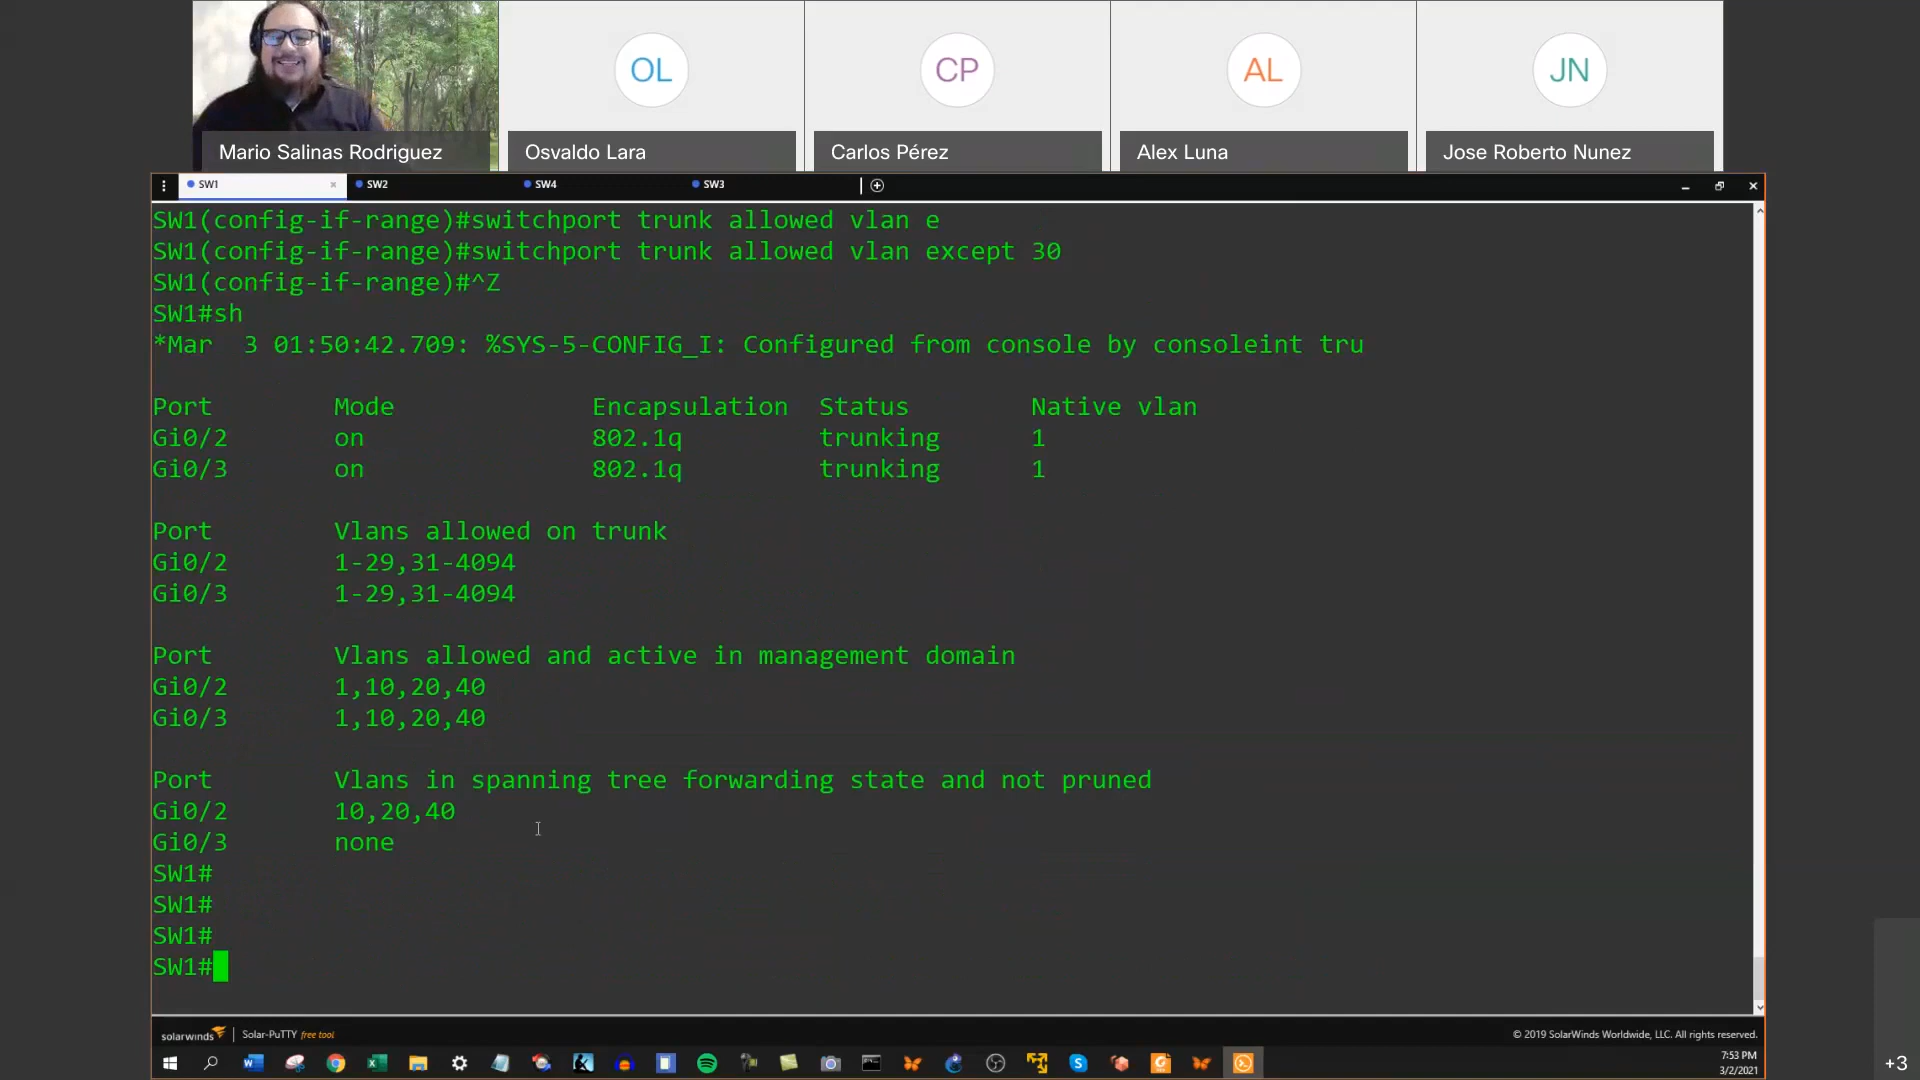 OL
CP
AL
JN
Mario Salinas Rodriguez
Osvaldo Lara
Carlos Pérez
Alex Luna
Jose Roberto Nunez
SW1
SW2
SW4
SW3
SW1(config-if-range)#switchport trunk allowed vlan e
SW1(config-if-range)#switchport trunk allowed vlan except 30
SW1(config-if-range)#^Z
SW1#sh
*Mar  3 01:50:42.709: %SYS-5-CONFIG_I: Configured from console by consoleint tru
Port Mode Encapsulation Status Native vlan
Gi0/2 on 802.1q trunking 1
Gi0/3 on 802.1q trunking 1
Port Vlans allowed on trunk
Gi0/2 1-29,31-4094
Gi0/3 1-29,31-4094
Port Vlans allowed and active in management domain
Gi0/2 1,10,20,40
Gi0/3 1,10,20,40
Port Vlans in spanning tree forwarding state and not pruned
Gi0/2 10,20,40
Gi0/3 none
SW1#
SW1#
SW1#
SW1#
solarwinds Solar-PuTTY free tool
© 2019 SolarWinds Worldwide, LLC. All rights reserved.
7:53 PM
3/2/2021
+3